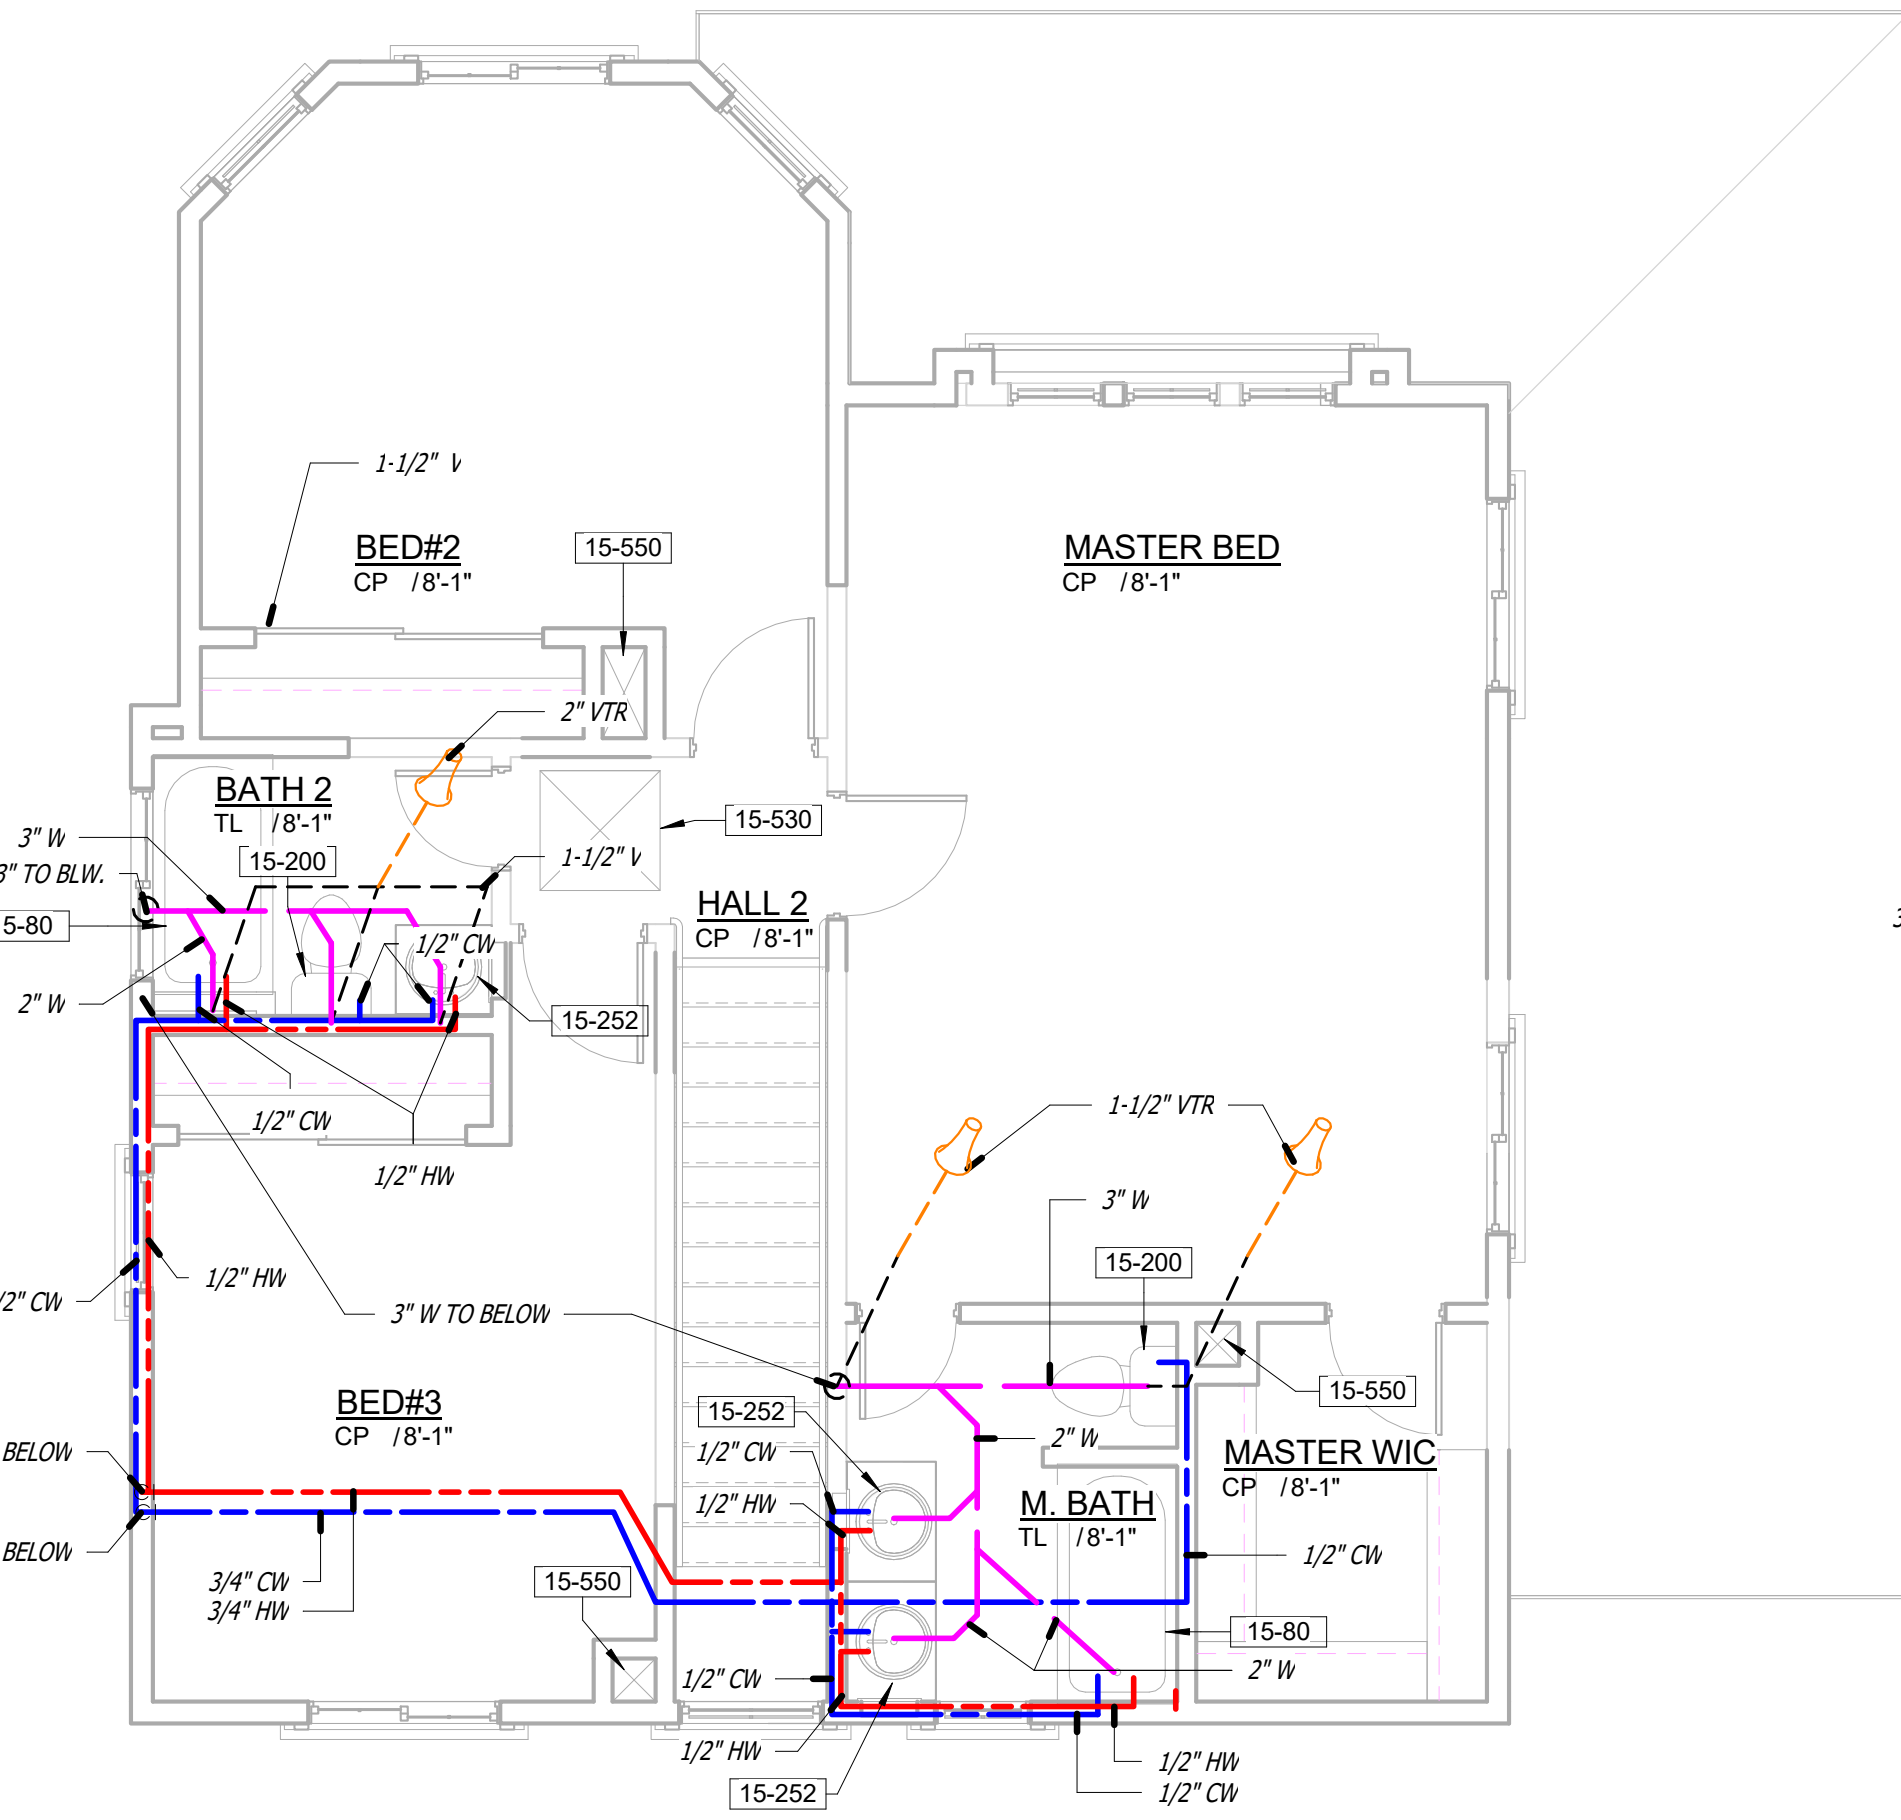 1-1/2" V
BED#2
CP /8'-1"
15-550
MASTER BED
CP /8'-1"
2" VTR
BATH 2
TL /8'-1"
15-530
3" W
15-200
1-1/2" V
3" TO BLW.
HALL 2
CP /8'-1"
5-80
1/2" CW
2" W
15-252
1/2" CW
1-1/2" VTR
1/2" HW
3" W
15-200
1/2" HW
/2" CW
3" W TO BELOW
15-550
BED#3
CP /8'-1"
15-252
2" W
BELOW
1/2" CW
MASTER WIC
CP /8'-1"
1/2" HW
M. BATH
TL /8'-1"
BELOW
1/2" CW
3/4" CW
3/4" HW
15-550
15-80
2" W
1/2" CW
1/2" HW
1/2" HW
15-252
1/2" CW
3